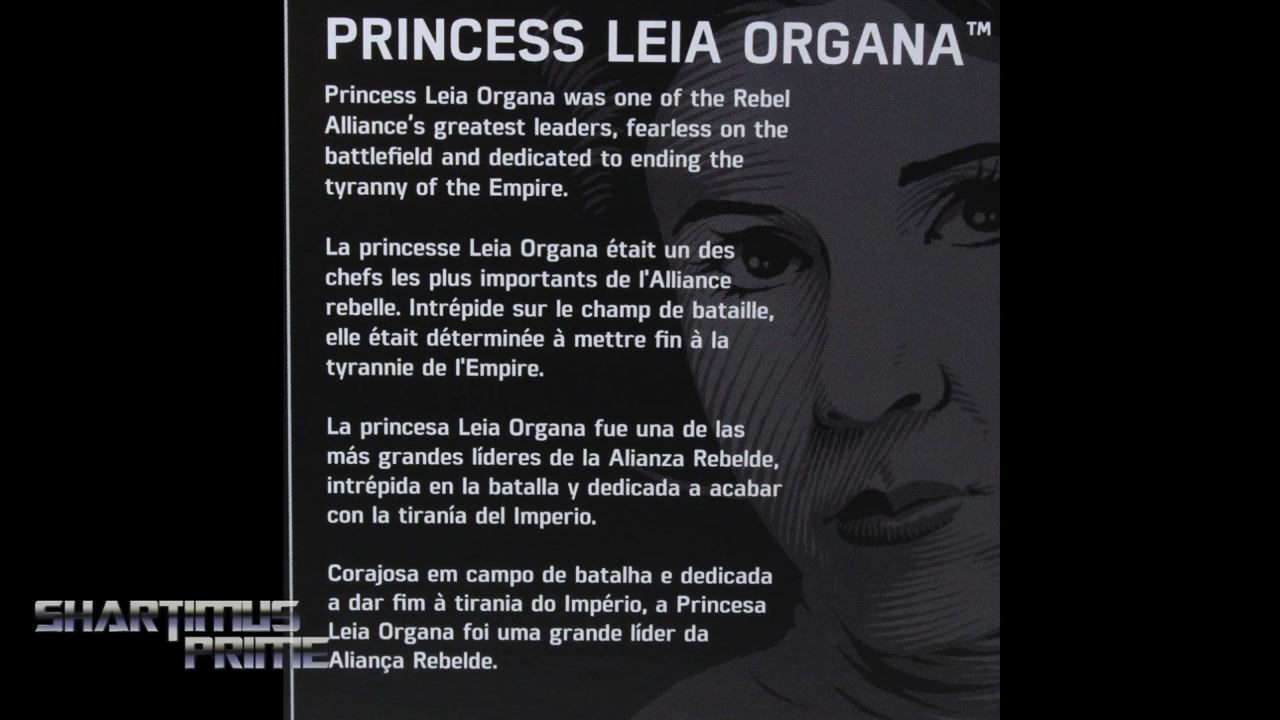 PRINCESS LEIA ORGANA™
Princess Leia Organa was one of the Rebel
Alliance's greatest leaders, fearless on the
battlefield and dedicated to ending the
tyranny of the Empire.
La princesse Leia Organa était un des
chefs les plus importants de l'Alliance
rebelle. Intrépide sur le champ de bataille,
elle était déterminée à mettre fin à la
tyrannie de l'Empire.
La princesa Leia Organa fue una de las
más grandes líderes de la Alianza Rebelde,
intrépida en la batalla y dedicada a acabar
con la tiranía del Imperio.
Corajosa em campo de batalha e dedicada
a dar fim à tirania do Império, a Princesa
Leia Organa foi uma grande líder da
Aliança Rebelde.
SHARTIMUS
PRIME